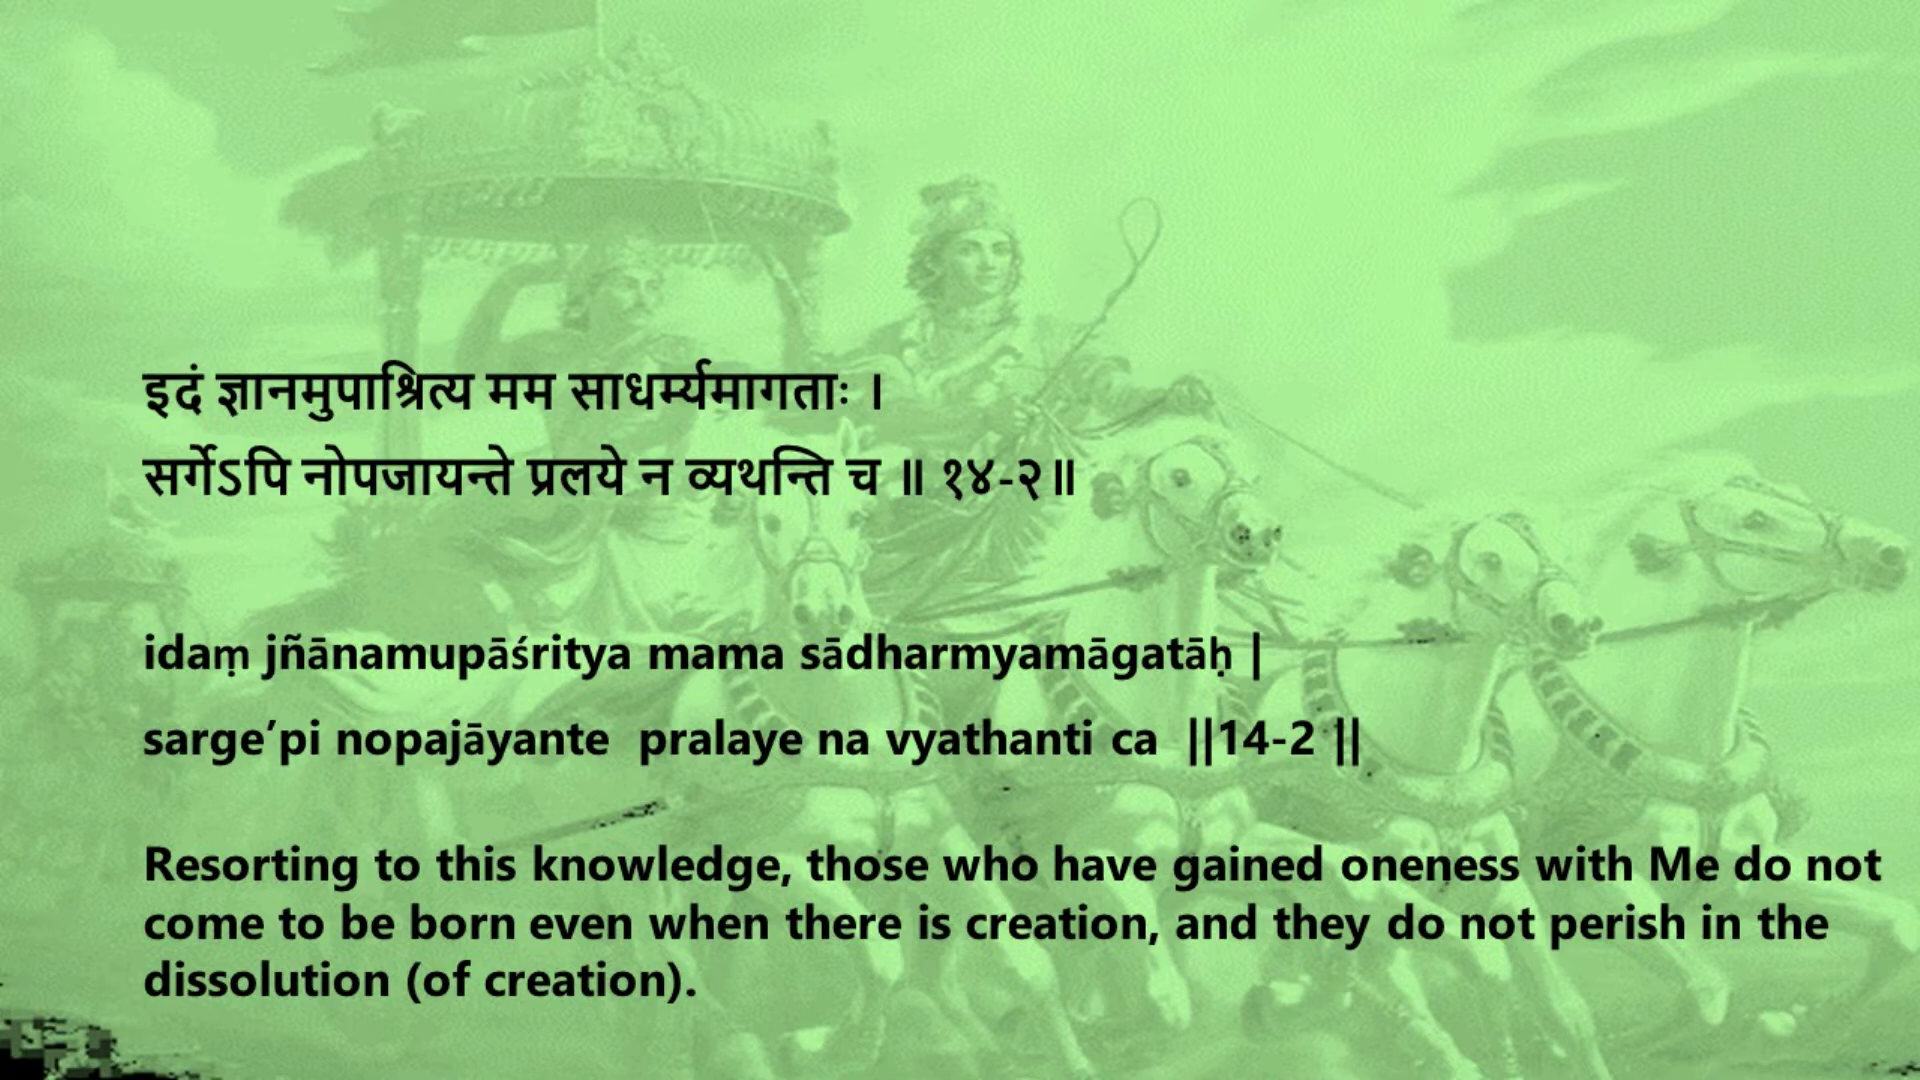 इदं ज्ञानमुपाश्रित्य मम साधर्म्यमागताः ।
सर्गेऽपि नोपजायन्ते प्रलये न व्यथन्ति च ॥ १४-२॥
idaṃ jñānamupāśritya mama sādharmyamāgatāḥ |
sarge’pi nopajāyante pralaye na vyathanti ca ||14-2 ||
Resorting to this knowledge, those who have gained oneness with Me do not
come to be born even when there is creation, and they do not perish in the
dissolution (of creation).